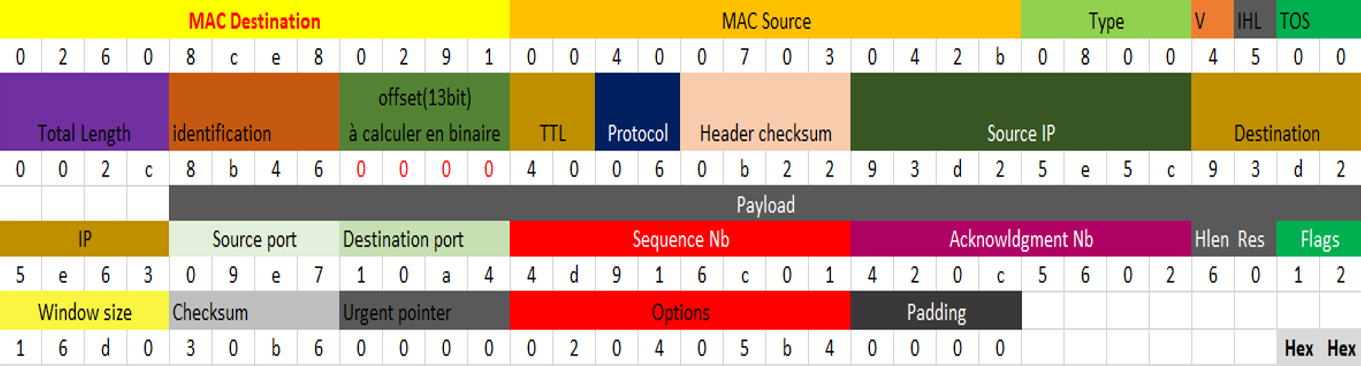 MAC Destination MAC Source Type V IHL TOS
0 2 6 0 8 c e 8 0 2 9 1 0 0 4 0 0 7 0 3 0 4 2 b 0 8 0 0 4 5 0 0
offset(13bit)
Total Length identification à calculer en binaire TTL Protocol Header checksum Source IP Destination
0 0 2 c 8 b 4 6 0 0 0 0 4 0 0 6 0 b 2 2 9 3 d 2 5 e 5 c 9 3 d 2
Payload
IP Source port Destination port Sequence Nb Acknowldgment Nb Hlen Res Flags
5 e 6 3 0 9 e 7 1 0 a 4 4 d 9 1 6 c 0 1 4 2 0 c 5 6 0 2 6 0 1 2
Window size Checksum Urgent pointer Options Padding
1 6 d 0 3 0 b 6 0 0 0 0 0 2 0 4 0 5 b 4 0 0 0 0 Hex Hex